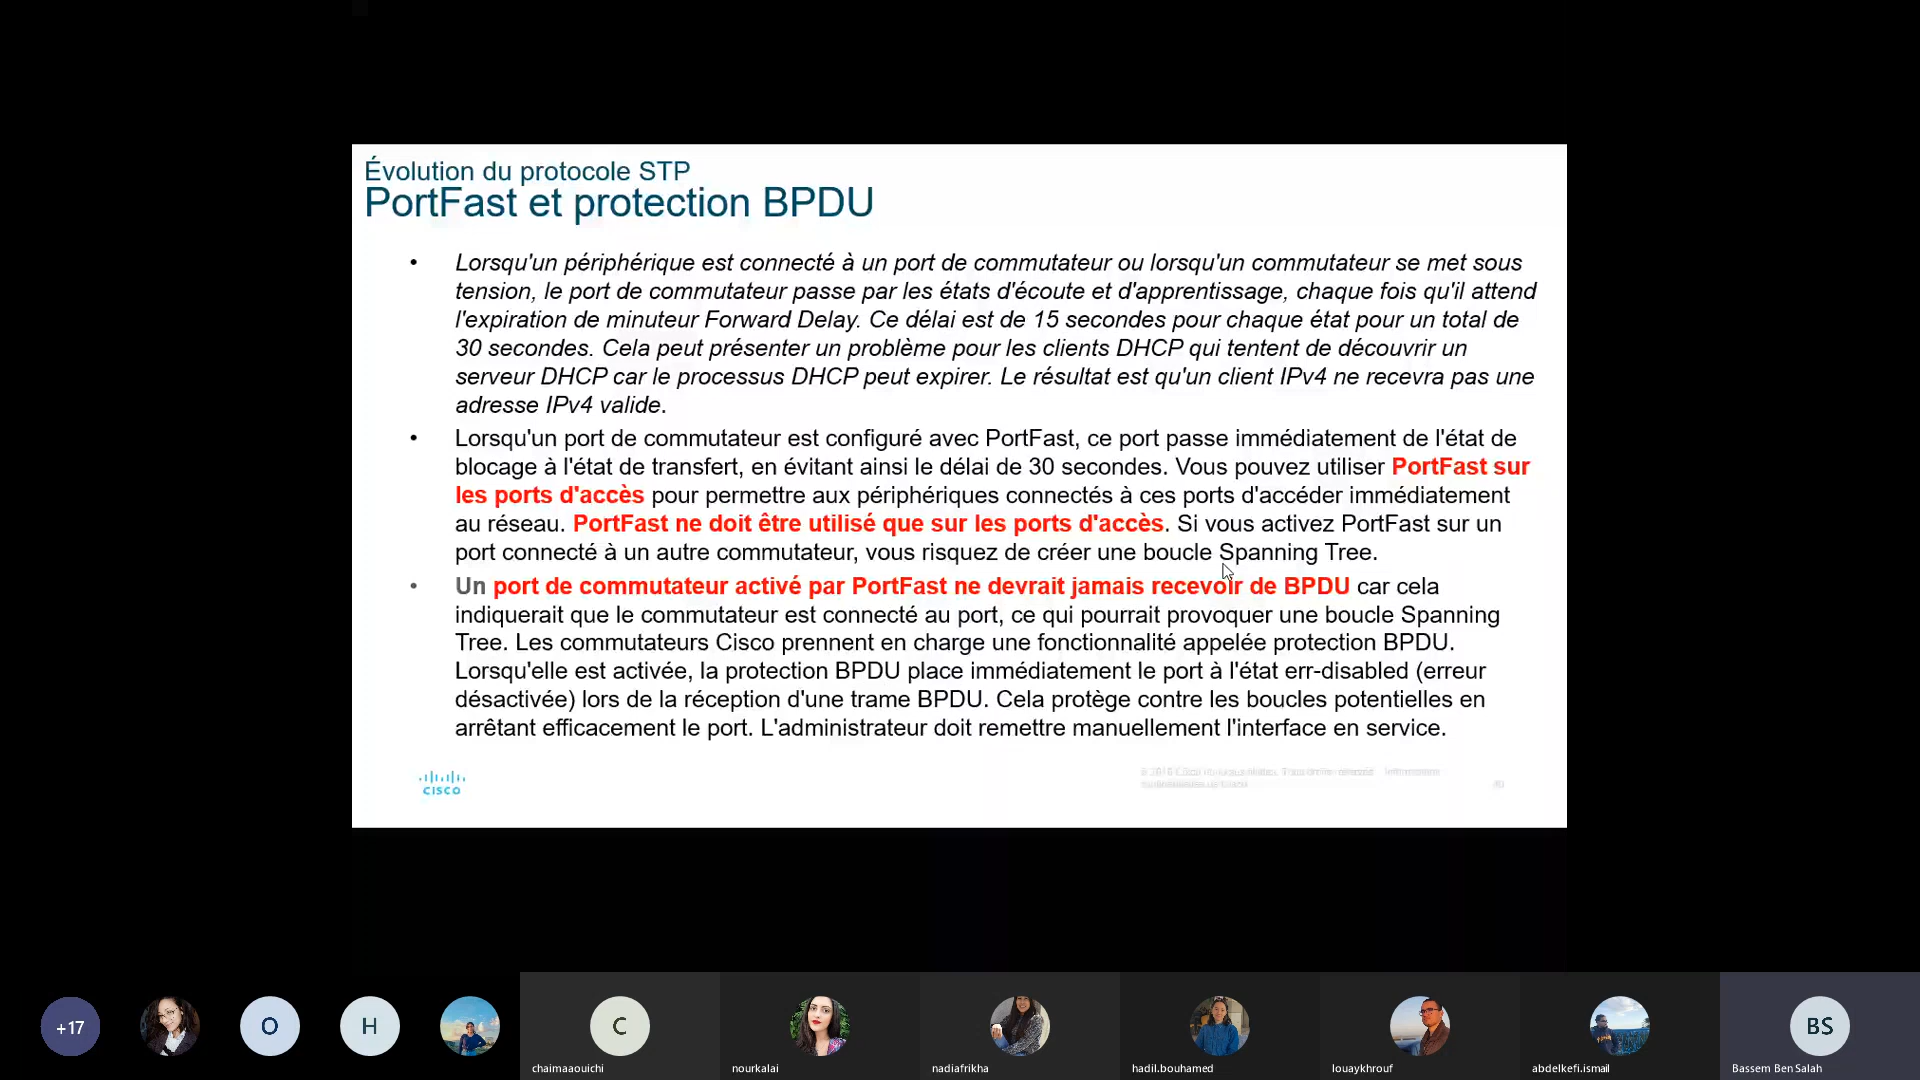 Évolution du protocole STP
PortFast et protection BPDU
• Lorsqu'un périphérique est connecté à un port de commutateur ou lorsqu'un commutateur se met sous
tension, le port de commutateur passe par les états d'écoute et d'apprentissage, chaque fois qu'il attend
l'expiration de minuteur Forward Delay. Ce délai est de 15 secondes pour chaque état pour un total de
30 secondes. Cela peut présenter un problème pour les clients DHCP qui tentent de découvrir un
serveur DHCP car le processus DHCP peut expirer. Le résultat est qu'un client IPv4 ne recevra pas une
adresse IPv4 valide.
• Lorsqu'un port de commutateur est configuré avec PortFast, ce port passe immédiatement de l'état de
blocage à l'état de transfert, en évitant ainsi le délai de 30 secondes. Vous pouvez utiliser PortFast sur
les ports d'accès pour permettre aux périphériques connectés à ces ports d'accéder immédiatement
au réseau. PortFast ne doit être utilisé que sur les ports d'accès. Si vous activez PortFast sur un
port connecté à un autre commutateur, vous risquez de créer une boucle Spanning Tree.
• Un port de commutateur activé par PortFast ne devrait jamais recevoir de BPDU car cela
indiquerait que le commutateur est connecté au port, ce qui pourrait provoquer une boucle Spanning
Tree. Les commutateurs Cisco prennent en charge une fonctionnalité appelée protection BPDU.
Lorsqu'elle est activée, la protection BPDU place immédiatement le port à l'état err-disabled (erreur
désactivée) lors de la réception d'une trame BPDU. Cela protège contre les boucles potentielles en
arrêtant efficacement le port. L'administrateur doit remettre manuellement l'interface en service.
CISCO
+17
O
H
C
BS
chaimaaouichi
nourkalai
nadiafrikha
hadil.bouhamed
louaykhrouf
abdelkefi.ismail
Bassem Ben Salah